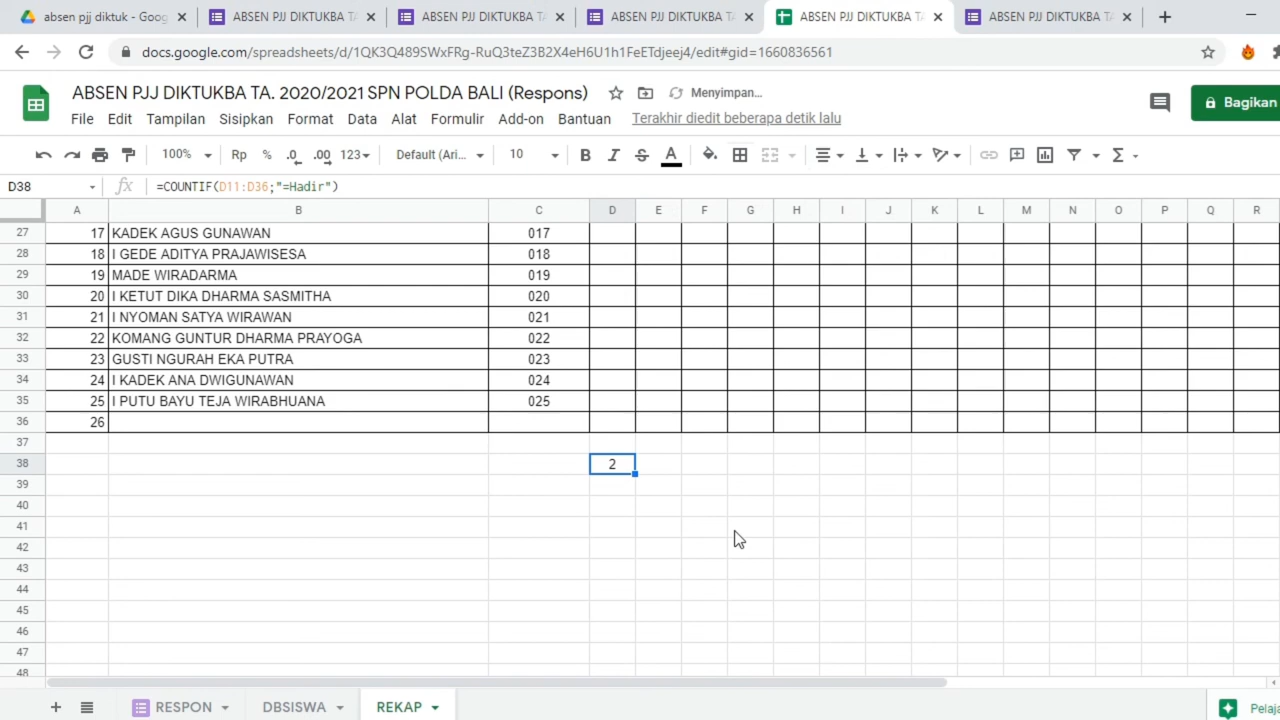 absen pjj diktuk - Goog
ABSEN PJJ DIKTUKBA TA
ABSEN PJJ DIKTUKBA TA
ABSEN PJJ DIKTUKBA TA
ABSEN PJJ DIKTUKBA TA
ABSEN PJJ DIKTUKBA TA
docs.google.com/spreadsheets/d/1QK3Q489SWxFRg-RuQ3teZ3B2X4eH6U1h1FeETdjeej4/edit#gid=1660836561
ABSEN PJJ DIKTUKBA TA. 2020/2021 SPN POLDA BALI (Respons)
Menyimpan...
Bagikan
File Edit Tampilan Sisipkan Format Data Alat Formulir Add-on Bantuan
Terakhir diedit beberapa detik lalu
100% Rp % .0 .00 123 Default (Ari... 10 B I S A Σ
D38 fx =COUNTIF(D11:D36;"=Hadir")
A B C D E F G H I J K L M N O P Q R
27 17 KADEK AGUS GUNAWAN 017
28 18 I GEDE ADITYA PRAJAWISESA 018
29 19 MADE WIRADARMA 019
30 20 I KETUT DIKA DHARMA SASMITHA 020
31 21 I NYOMAN SATYA WIRAWAN 021
32 22 KOMANG GUNTUR DHARMA PRAYOGA 022
33 23 GUSTI NGURAH EKA PUTRA 023
34 24 I KADEK ANA DWIGUNAWAN 024
35 25 I PUTU BAYU TEJA WIRABHUANA 025
36 26
37
38 2
39
40
41
42
43
44
45
46
47
48
RESPON DBSISWA REKAP
Pelaja